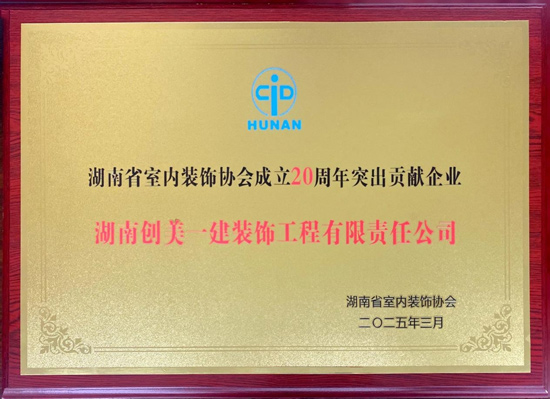 CID
HUNAN
湖南省室内装饰协会成立20周年突出贡献企业
湖南创美一建装饰工程有限责任公司
湖南省室内装饰协会
二〇二五年三月